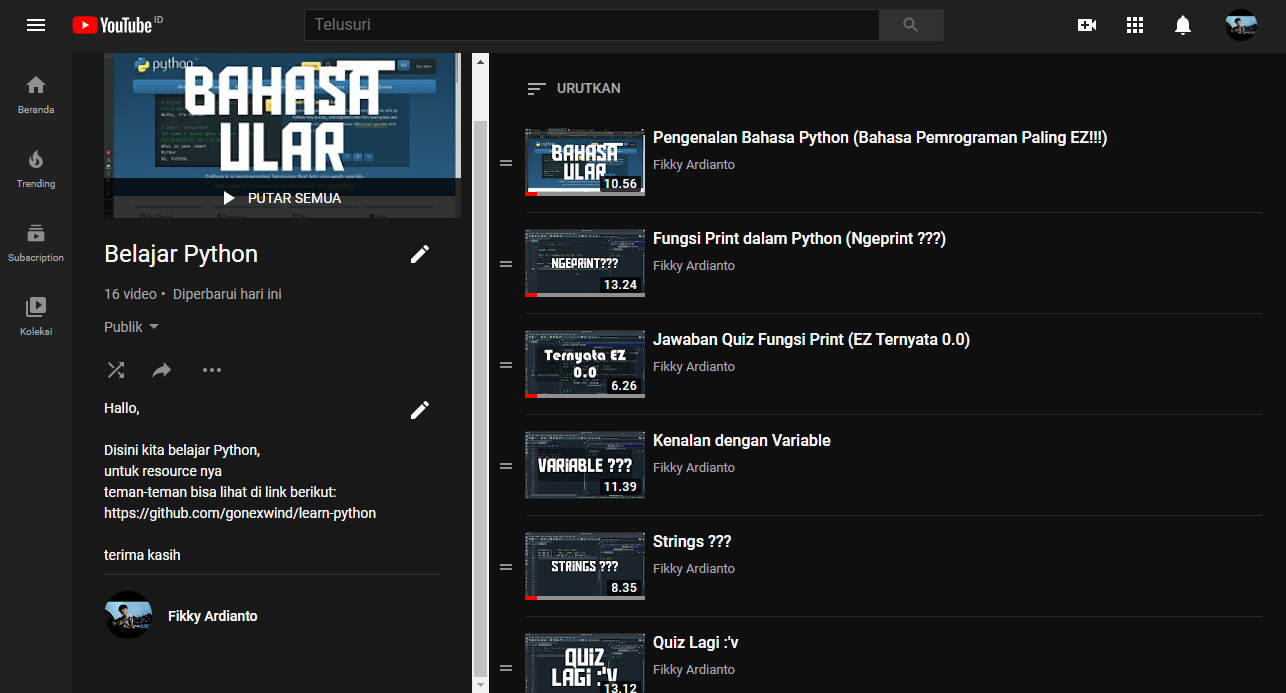 YouTube ID
Telusuri
Beranda
Trending
Subscription
Koleksi
python
BAHASA
ULAR
PUTAR SEMUA
Belajar Python
16 video • Diperbarui hari ini
Publik
Hallo,
Disini kita belajar Python,
untuk resource nya
teman-teman bisa lihat di link berikut:
https://github.com/gonexwind/learn-python
terima kasih
Fikky Ardianto
URUTKAN
BAHASA
ULAR
10.56
Pengenalan Bahasa Python (Bahasa Pemrograman Paling EZ!!!)
Fikky Ardianto
NGEPRINT???
13.24
Fungsi Print dalam Python (Ngeprint ???)
Fikky Ardianto
Ternyata EZ
0.0
6.26
Jawaban Quiz Fungsi Print (EZ Ternyata 0.0)
Fikky Ardianto
VARIABLE ???
11.39
Kenalan dengan Variable
Fikky Ardianto
STRINGS ???
8.35
Strings ???
Fikky Ardianto
QUIZ
LAGI :'V
13.12
Quiz Lagi :'v
Fikky Ardianto